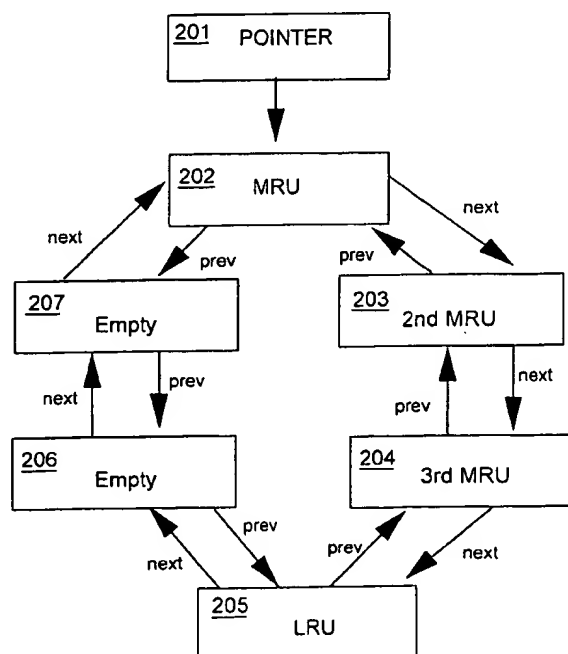 201 POINTER
202 MRU
next
next
prev
prev
207 Empty
203 2nd MRU
next
prev
prev
next
206 Empty
204 3rd MRU
prev
prev
next
next
205 LRU